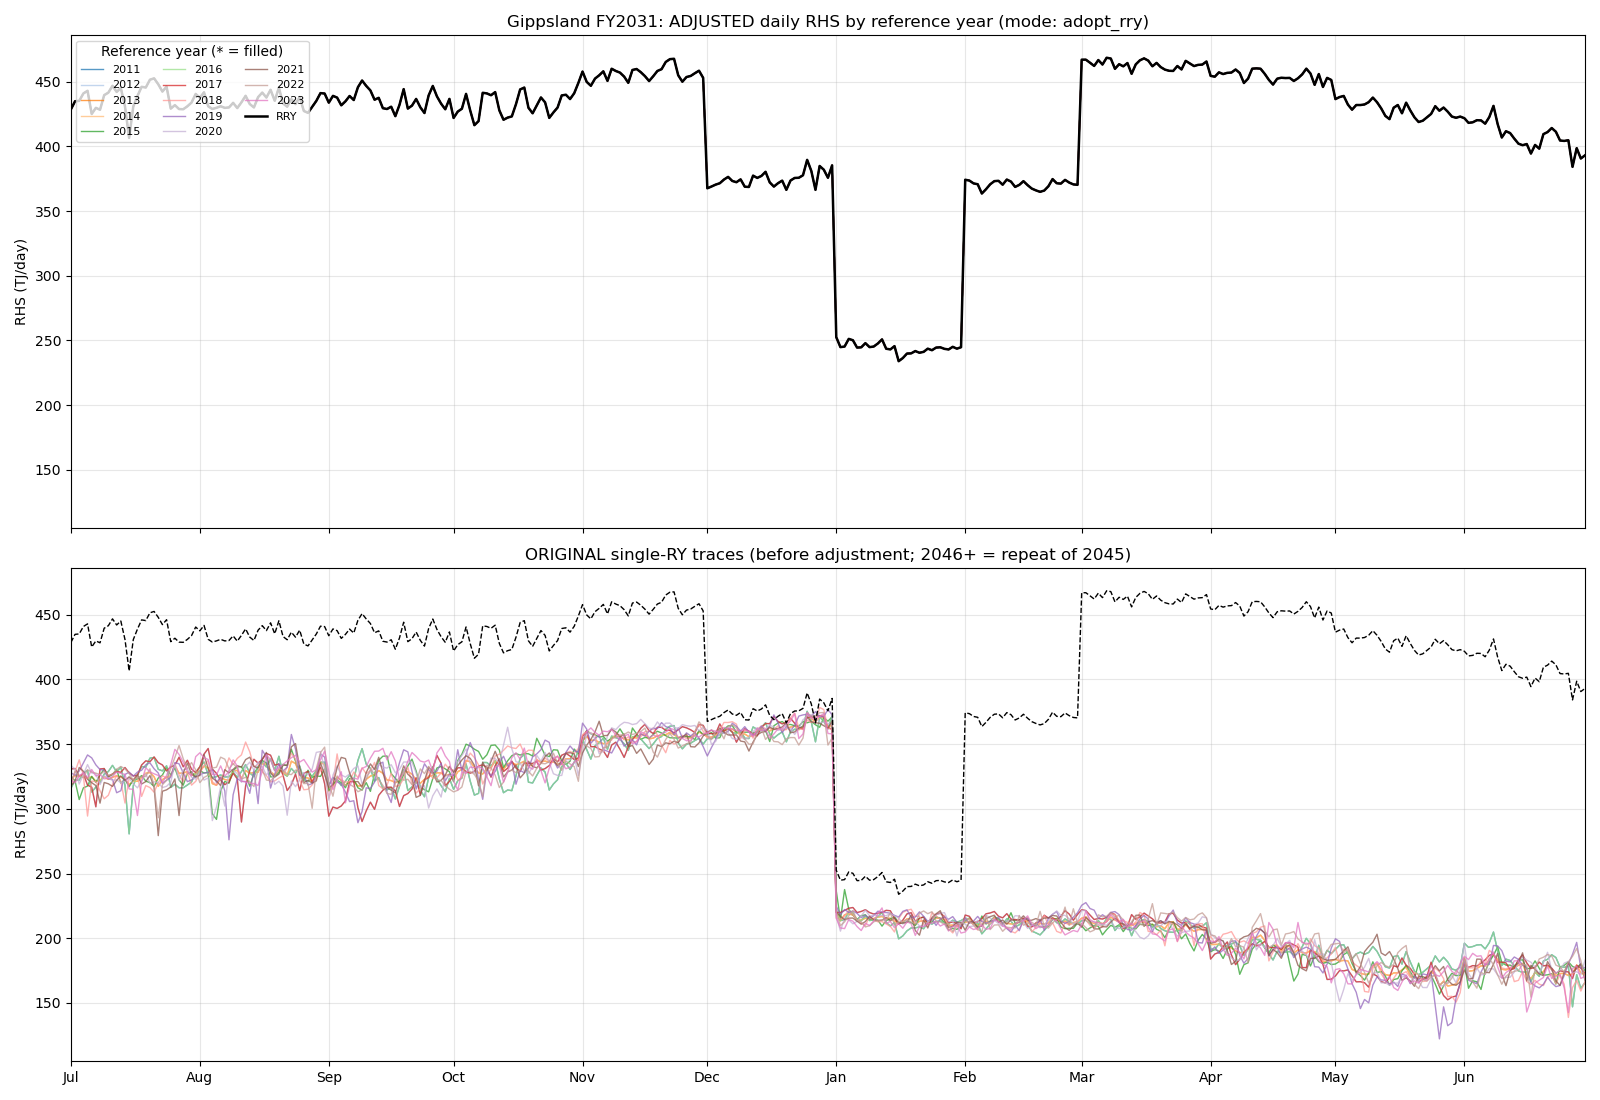 Gippsland FY2031: ADJUSTED daily RHS by reference year (mode: adopt_rry)
Reference year (* = filled)
2011 2016 2021
2012 2017 2022
2013 2018 2023
2014 2019 RRY
2015 2020
RHS (TJ/day)
450
400
350
300
250
200
150
ORIGINAL single-RY traces (before adjustment; 2046+ = repeat of 2045)
RHS (TJ/day)
450
400
350
300
250
200
150
Jul Aug Sep Oct Nov Dec Jan Feb Mar Apr May Jun